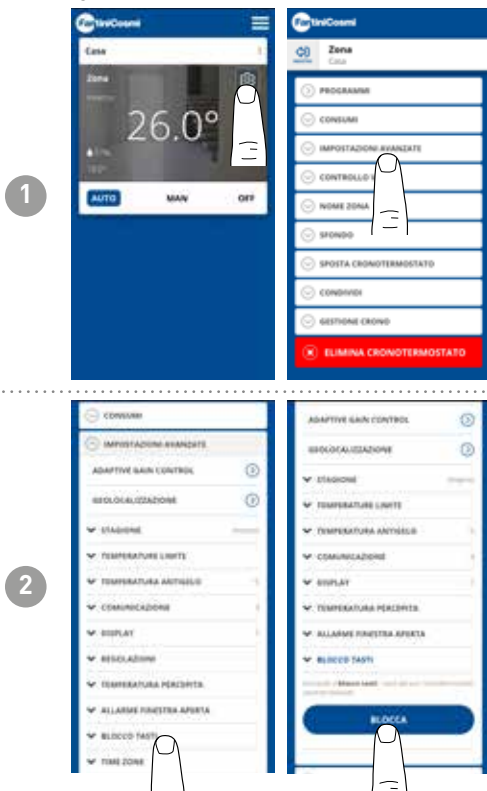 1
FantiniCosmi
Casa
Zona
26.0°
AUTO MAN OFF
FantiniCosmi
Zona
Casa
PROGRAMMI
CONSUMI
IMPOSTAZIONI AVANZATE
CONTROLLO
NOME ZONA
SFONDO
SPOSTA CRONOTERMOSTATO
CONDIVIDI
GESTIONE CRONO
ELIMINA CRONOTERMOSTATO
2
CONSUMI
IMPOSTAZIONI AVANZATE
ADAPTIVE GAIN CONTROL
GEOLOCALIZZAZIONE
STAGIONE
TEMPERATURE LIMITE
TEMPERATURA ANTIGELO
COMUNICAZIONE
DISPLAY
REGOLAZIONI
TEMPERATURA PERCEPITA
ALLARME FINESTRA APERTA
BLOCCO TASTI
TIME ZONE
ADAPTIVE GAIN CONTROL
GEOLOCALIZZAZIONE
STAGIONE
TEMPERATURE LIMITE
TEMPERATURA ANTIGELO
COMUNICAZIONE
DISPLAY
TEMPERATURA PERCEPITA
ALLARME FINESTRA APERTA
BLOCCO TASTI
BLOCCA